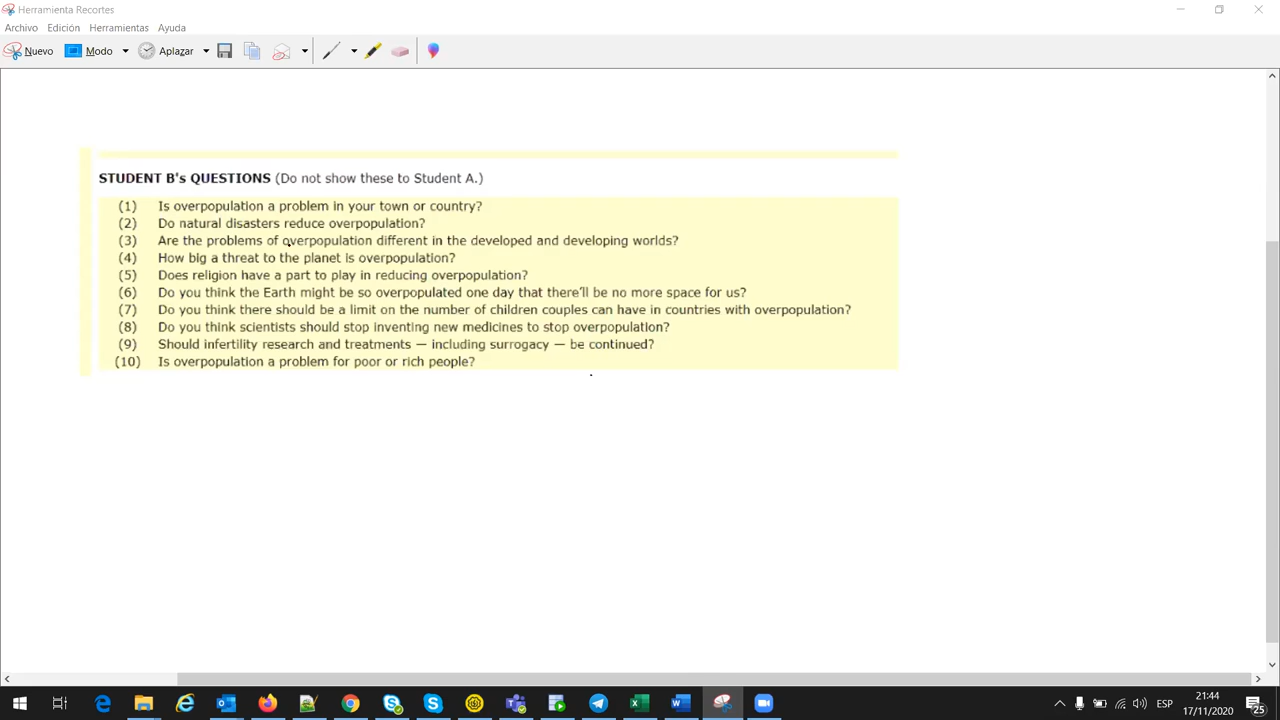 Herramienta Recortes
Archivo Edición Herramientas Ayuda
Nuevo Modo Aplazar
STUDENT B's QUESTIONS (Do not show these to Student A.)
(1) Is overpopulation a problem in your town or country?
(2) Do natural disasters reduce overpopulation?
(3) Are the problems of overpopulation different in the developed and developing worlds?
(4) How big a threat to the planet is overpopulation?
(5) Does religion have a part to play in reducing overpopulation?
(6) Do you think the Earth might be so overpopulated one day that there'll be no more space for us?
(7) Do you think there should be a limit on the number of children couples can have in countries with overpopulation?
(8) Do you think scientists should stop inventing new medicines to stop overpopulation?
(9) Should infertility research and treatments — including surrogacy — be continued?
(10) Is overpopulation a problem for poor or rich people?
21:44
ESP
17/11/2020
25